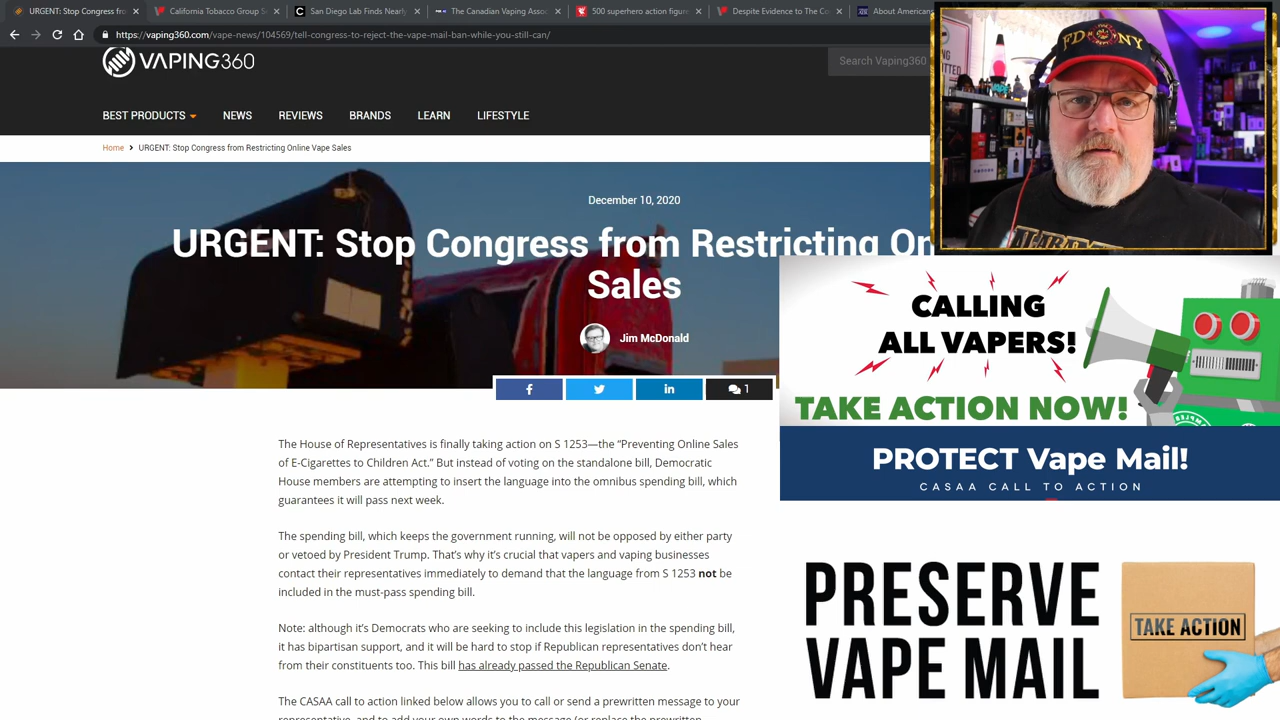 URGENT: Stop Congress fro
California Tobacco Group S
San Diego Lab Finds Nearly
The Canadian Vaping Asso
500 superhero action figur
Despite Evidence to The Co
About American
https://vaping360.com/vape-news/104569/tell-congress-to-reject-the-vape-mail-ban-while-you-still-can/
VAPING360
Search Vaping360
BEST PRODUCTS
NEWS
REVIEWS
BRANDS
LEARN
LIFESTYLE
Home > URGENT: Stop Congress from Restricting Online Vape Sales
December 10, 2020
URGENT: Stop Congress from Restricting On
Sales
Jim McDonald
1
The House of Representatives is finally taking action on S 1253—the “Preventing Online Sales
of E-Cigarettes to Children Act.” But instead of voting on the standalone bill, Democratic
House members are attempting to insert the language into the omnibus spending bill, which
guarantees it will pass next week.
The spending bill, which keeps the government running, will not be opposed by either party
or vetoed by President Trump. That’s why it’s crucial that vapers and vaping businesses
contact their representatives immediately to demand that the language from S 1253 not be
included in the must-pass spending bill.
Note: although it’s Democrats who are seeking to include this legislation in the spending bill,
it has bipartisan support, and it will be hard to stop if Republican representatives don’t hear
from their constituents too. This bill has already passed the Republican Senate.
The CASAA call to action linked below allows you to call or send a prewritten message to your
representative, and to add your own words to the message (or replace the prewritten
FDNY
CALLING
ALL VAPERS!
TAKE ACTION NOW!
PROTECT Vape Mail!
CASAA CALL TO ACTION
PRESERVE
VAPE MAIL
TAKE ACTION